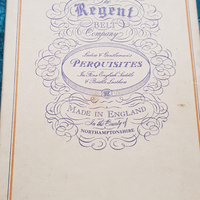 The
Regent
BELT
Company
Ladies & Gentlemens
PERQUISITES
In Fine English Saddle
& Bridle Leathers
MADE IN ENGLAND
In the County of
NORTHAMPTONSHIRE